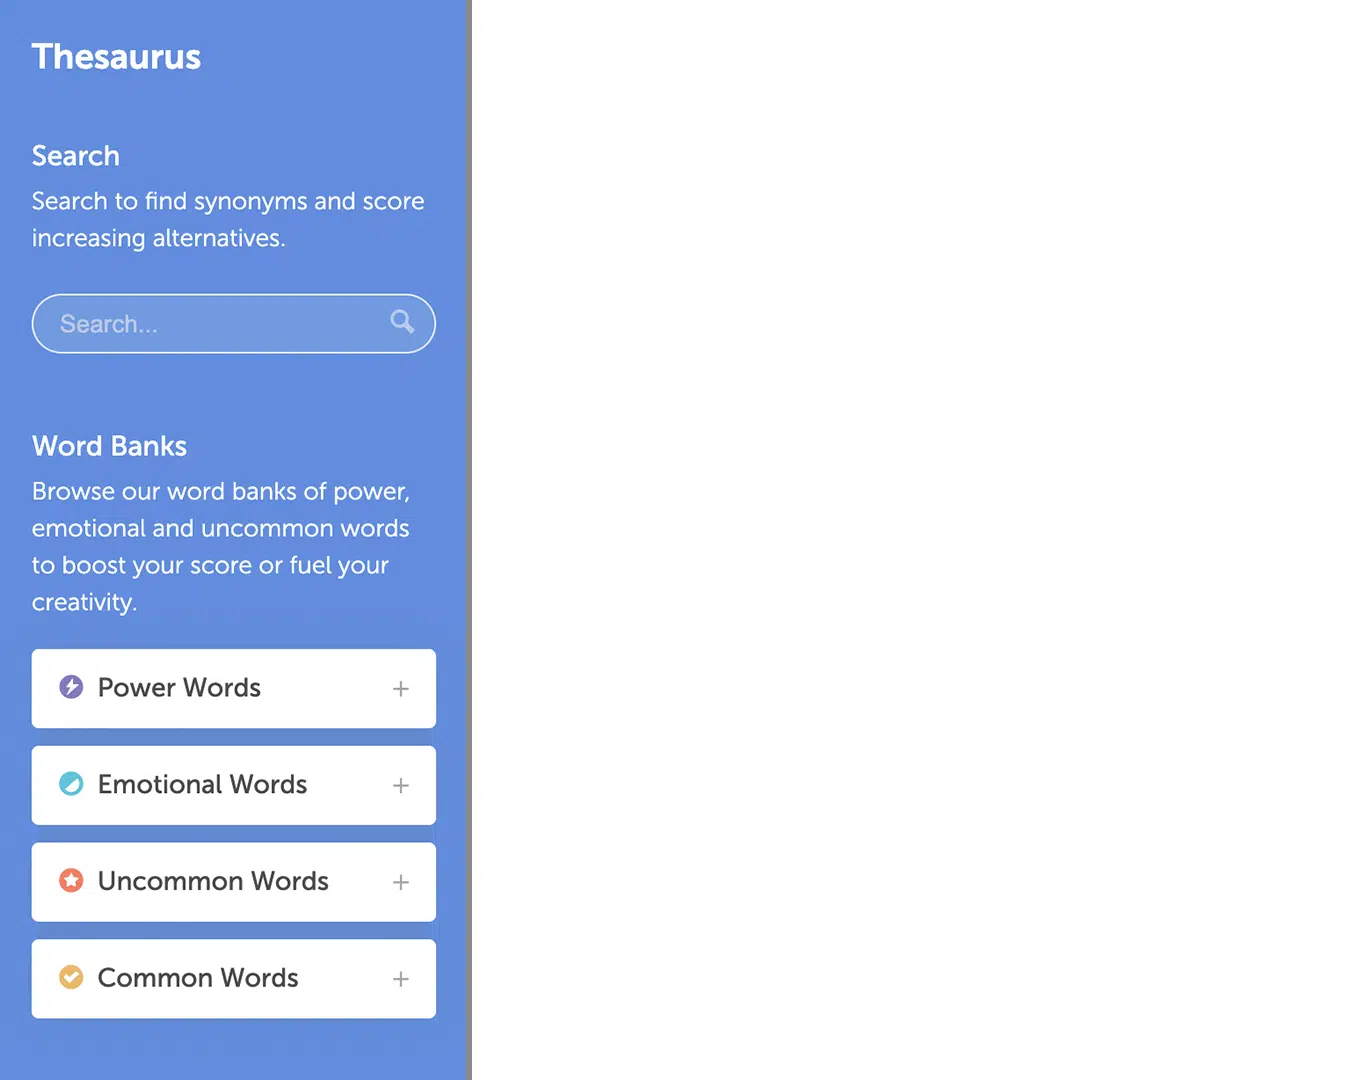 Thesaurus
Search
Search to find synonyms and score
increasing alternatives.
Search...
Word Banks
Browse our word banks of power,
emotional and uncommon words
to boost your score or fuel your
creativity.
Power Words +
Emotional Words +
Uncommon Words +
Common Words +